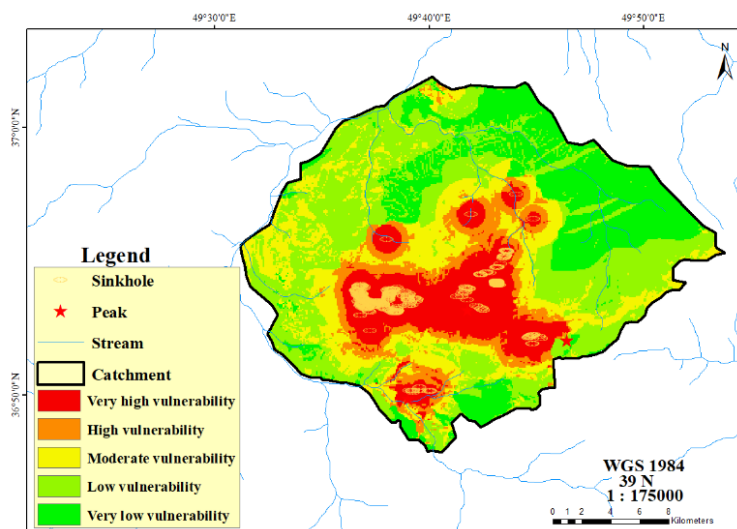 49°30'0"E
49°40'0"E
49°50'0"E
N
37°0'0"N
36°50'0"N
Legend
Sinkhole
Peak
Stream
Catchment
Very high vulnerability
High vulnerability
Moderate vulnerability
Low vulnerability
Very low vulnerability
WGS 1984
39 N
1 : 175000
0 1 2 4 6 8
Kilometers